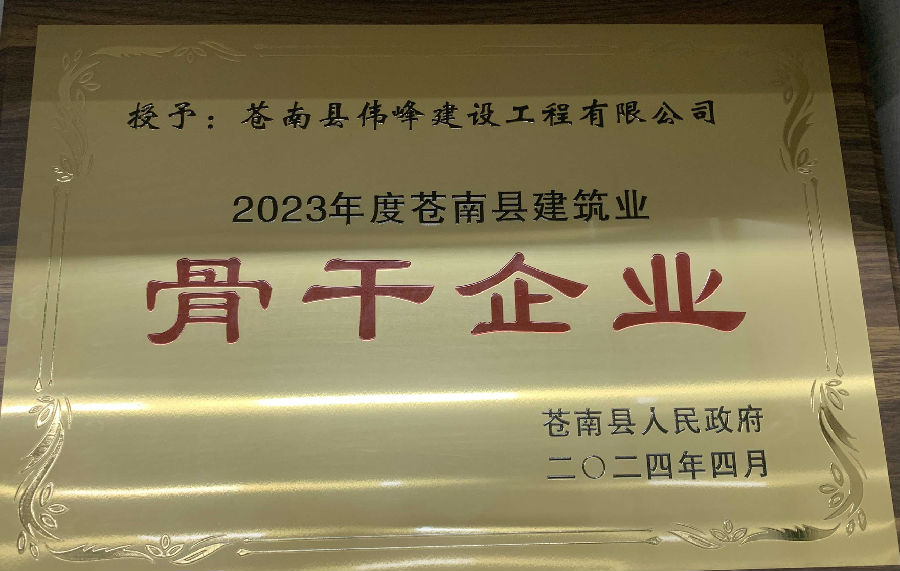 授予：苍南县伟峰建设工程有限公司
2023年度苍南县建筑业
骨干企业
苍南县人民政府
二〇二四年四月